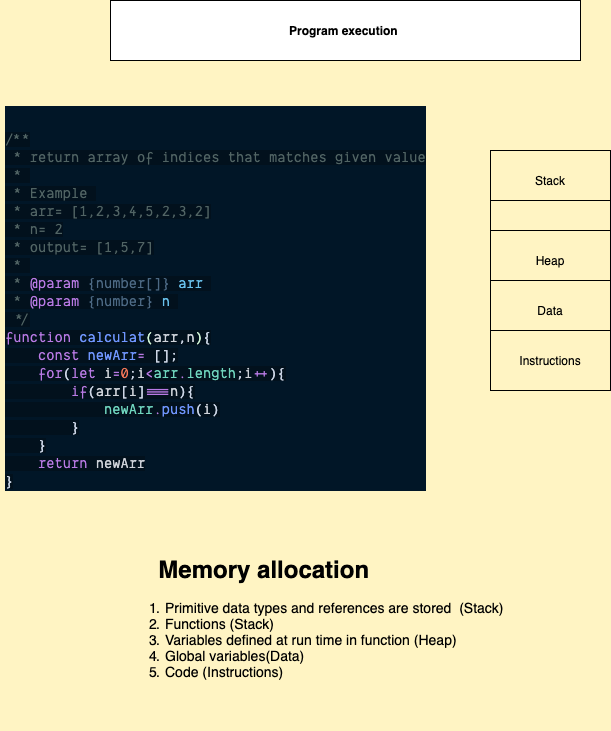 Program execution
/**
* return array of indices that matches given value
*
* Example
* arr= [1,2,3,4,5,2,3,2]
* n= 2
* output= [1,5,7]
*
* @param {number[]} arr
* @param {number} n
*/
function calculat(arr,n){
const newArr= [];
for(let i=0;i<arr.length;i++){
if(arr[i]===n){
newArr.push(i)
}
}
return newArr
}
Stack
Heap
Data
Instructions
Memory allocation
1. Primitive data types and references are stored (Stack)
2. Functions (Stack)
3. Variables defined at run time in function (Heap)
4. Global variables(Data)
5. Code (Instructions)